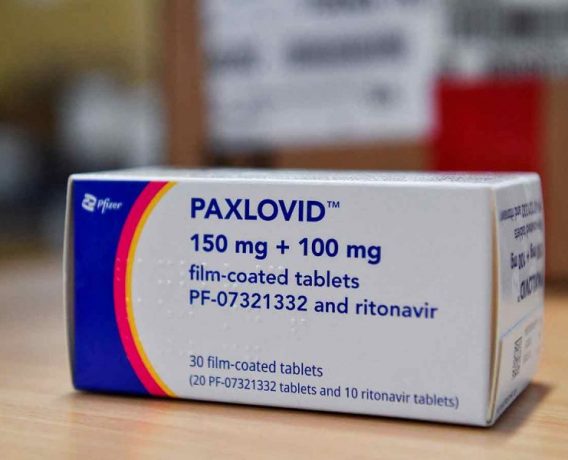 Pfizer
PAXLOVID™
150 mg + 100 mg
film-coated tablets
PF-07321332 and ritonavir
30 film-coated tablets
(20 PF-07321332 tablets and 10 ritonavir tablets)